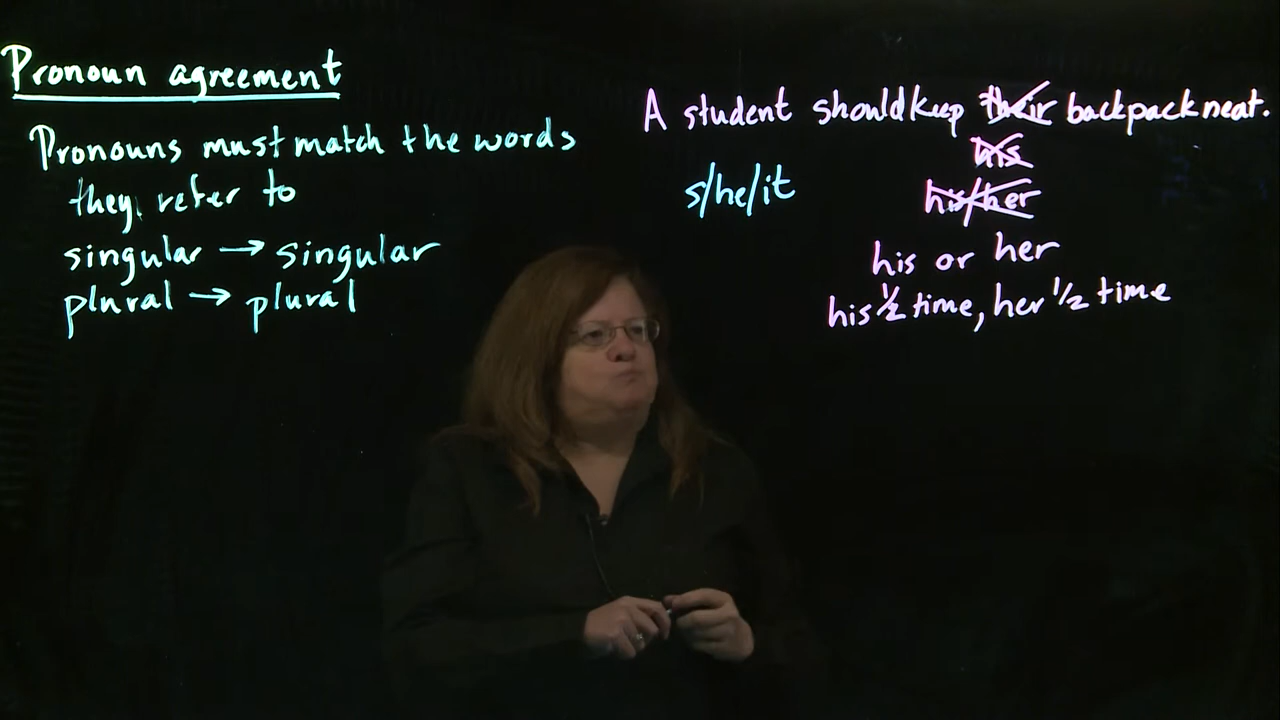 Pronoun agreement
Pronouns must match the words
they refer to
singular → singular
plural → plural
A student should keep their backpack neat.
his
s/he/it
his/her
his or her
his 1/2 time, her 1/2 time